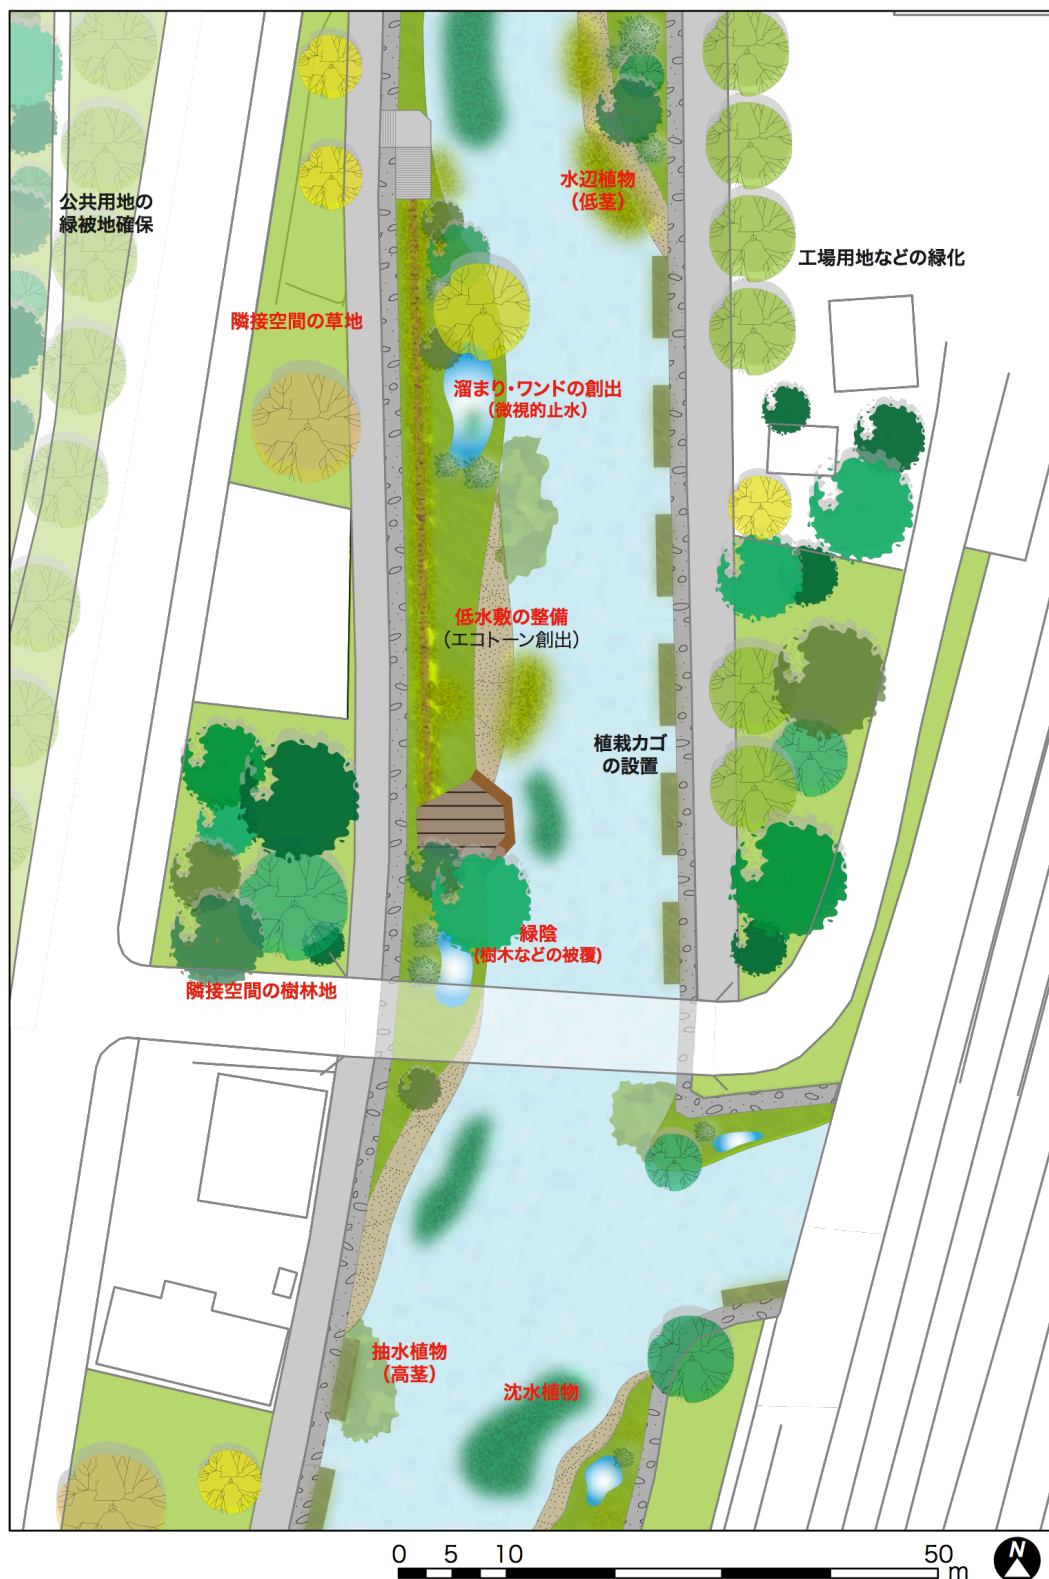 水辺植物
（低茎）
公共用地の
緑被地確保
工場用地などの緑化
隣接空間の草地
溜まり・ワンドの創出
（微視的止水）
低水敷の整備
（エコトーン創出）
植栽カゴ
の設置
緑陰
(樹木などの被覆)
隣接空間の樹林地
抽水植物
（高茎）
沈水植物
0 5 10 50 m
N